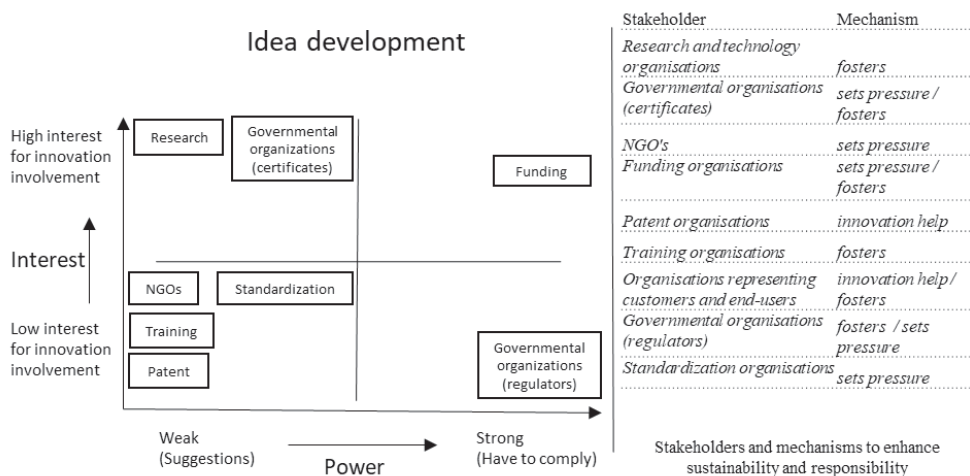 Idea development
High interest
for innovation
involvement
Interest
Low interest
for innovation
involvement
Research
Governmental
organizations
(certificates)
Funding
NGOs
Standardization
Training
Patent
Governmental
organizations
(regulators)
Weak
(Suggestions)
Power
Strong
(Have to comply)
Stakeholder Mechanism
Research and technology
organisations fosters
Governmental organisations sets pressure /
(certificates) fosters
NGO's sets pressure
Funding organisations sets pressure /
fosters
Patent organisations innovation help
Training organisations fosters
Organisations representing innovation help/
customers and end-users fosters
Governmental organisations fosters / sets
(regulators) pressure
Standardization organisations sets pressure
Stakeholders and mechanisms to enhance
sustainability and responsibility